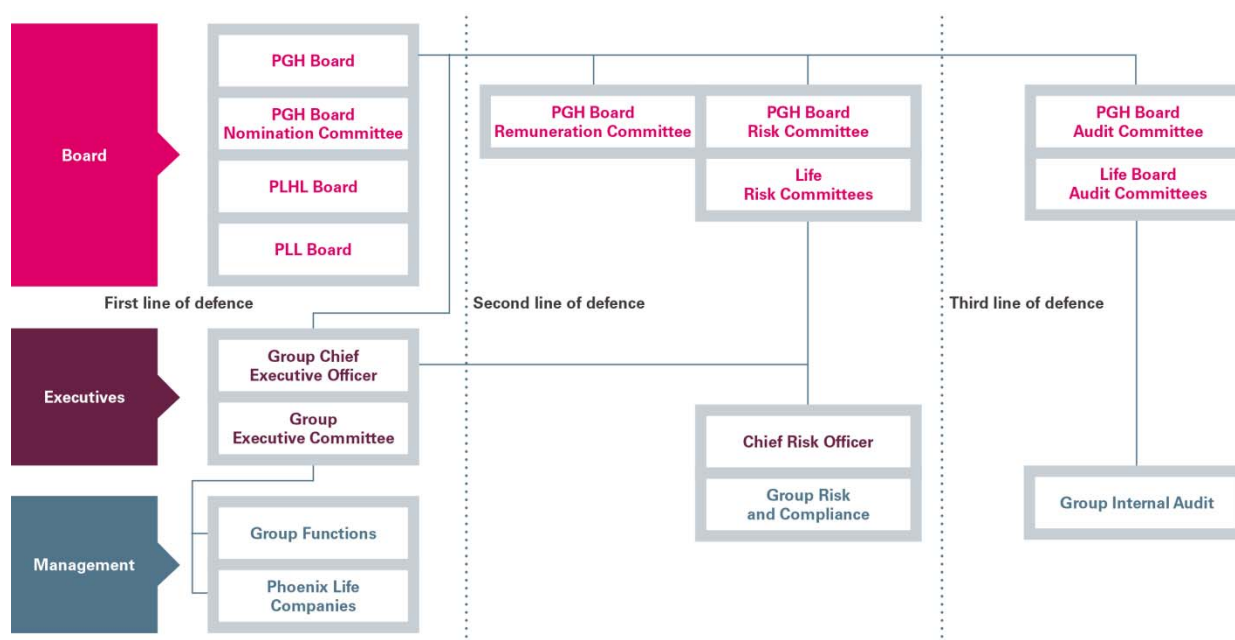 Board
PGH Board
PGH Board
Nomination Committee
PLHL Board
PLL Board
PGH Board
Remuneration Committee
PGH Board
Risk Committee
Life
Risk Committees
PGH Board
Audit Committee
Life Board
Audit Committees
First line of defence
Second line of defence
Third line of defence
Executives
Group Chief
Executive Officer
Group
Executive Committee
Chief Risk Officer
Group Risk
and Compliance
Group Internal Audit
Management
Group Functions
Phoenix Life
Companies